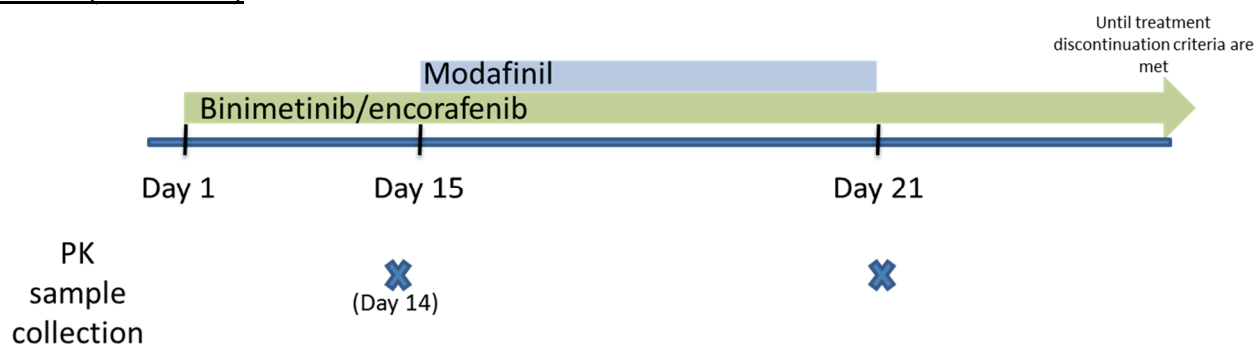 Until treatment
discontinuation criteria are
met
Modafinil
Binimetinib/encorafenib
Day 1
Day 15
Day 21
PK
sample
collection
(Day 14)